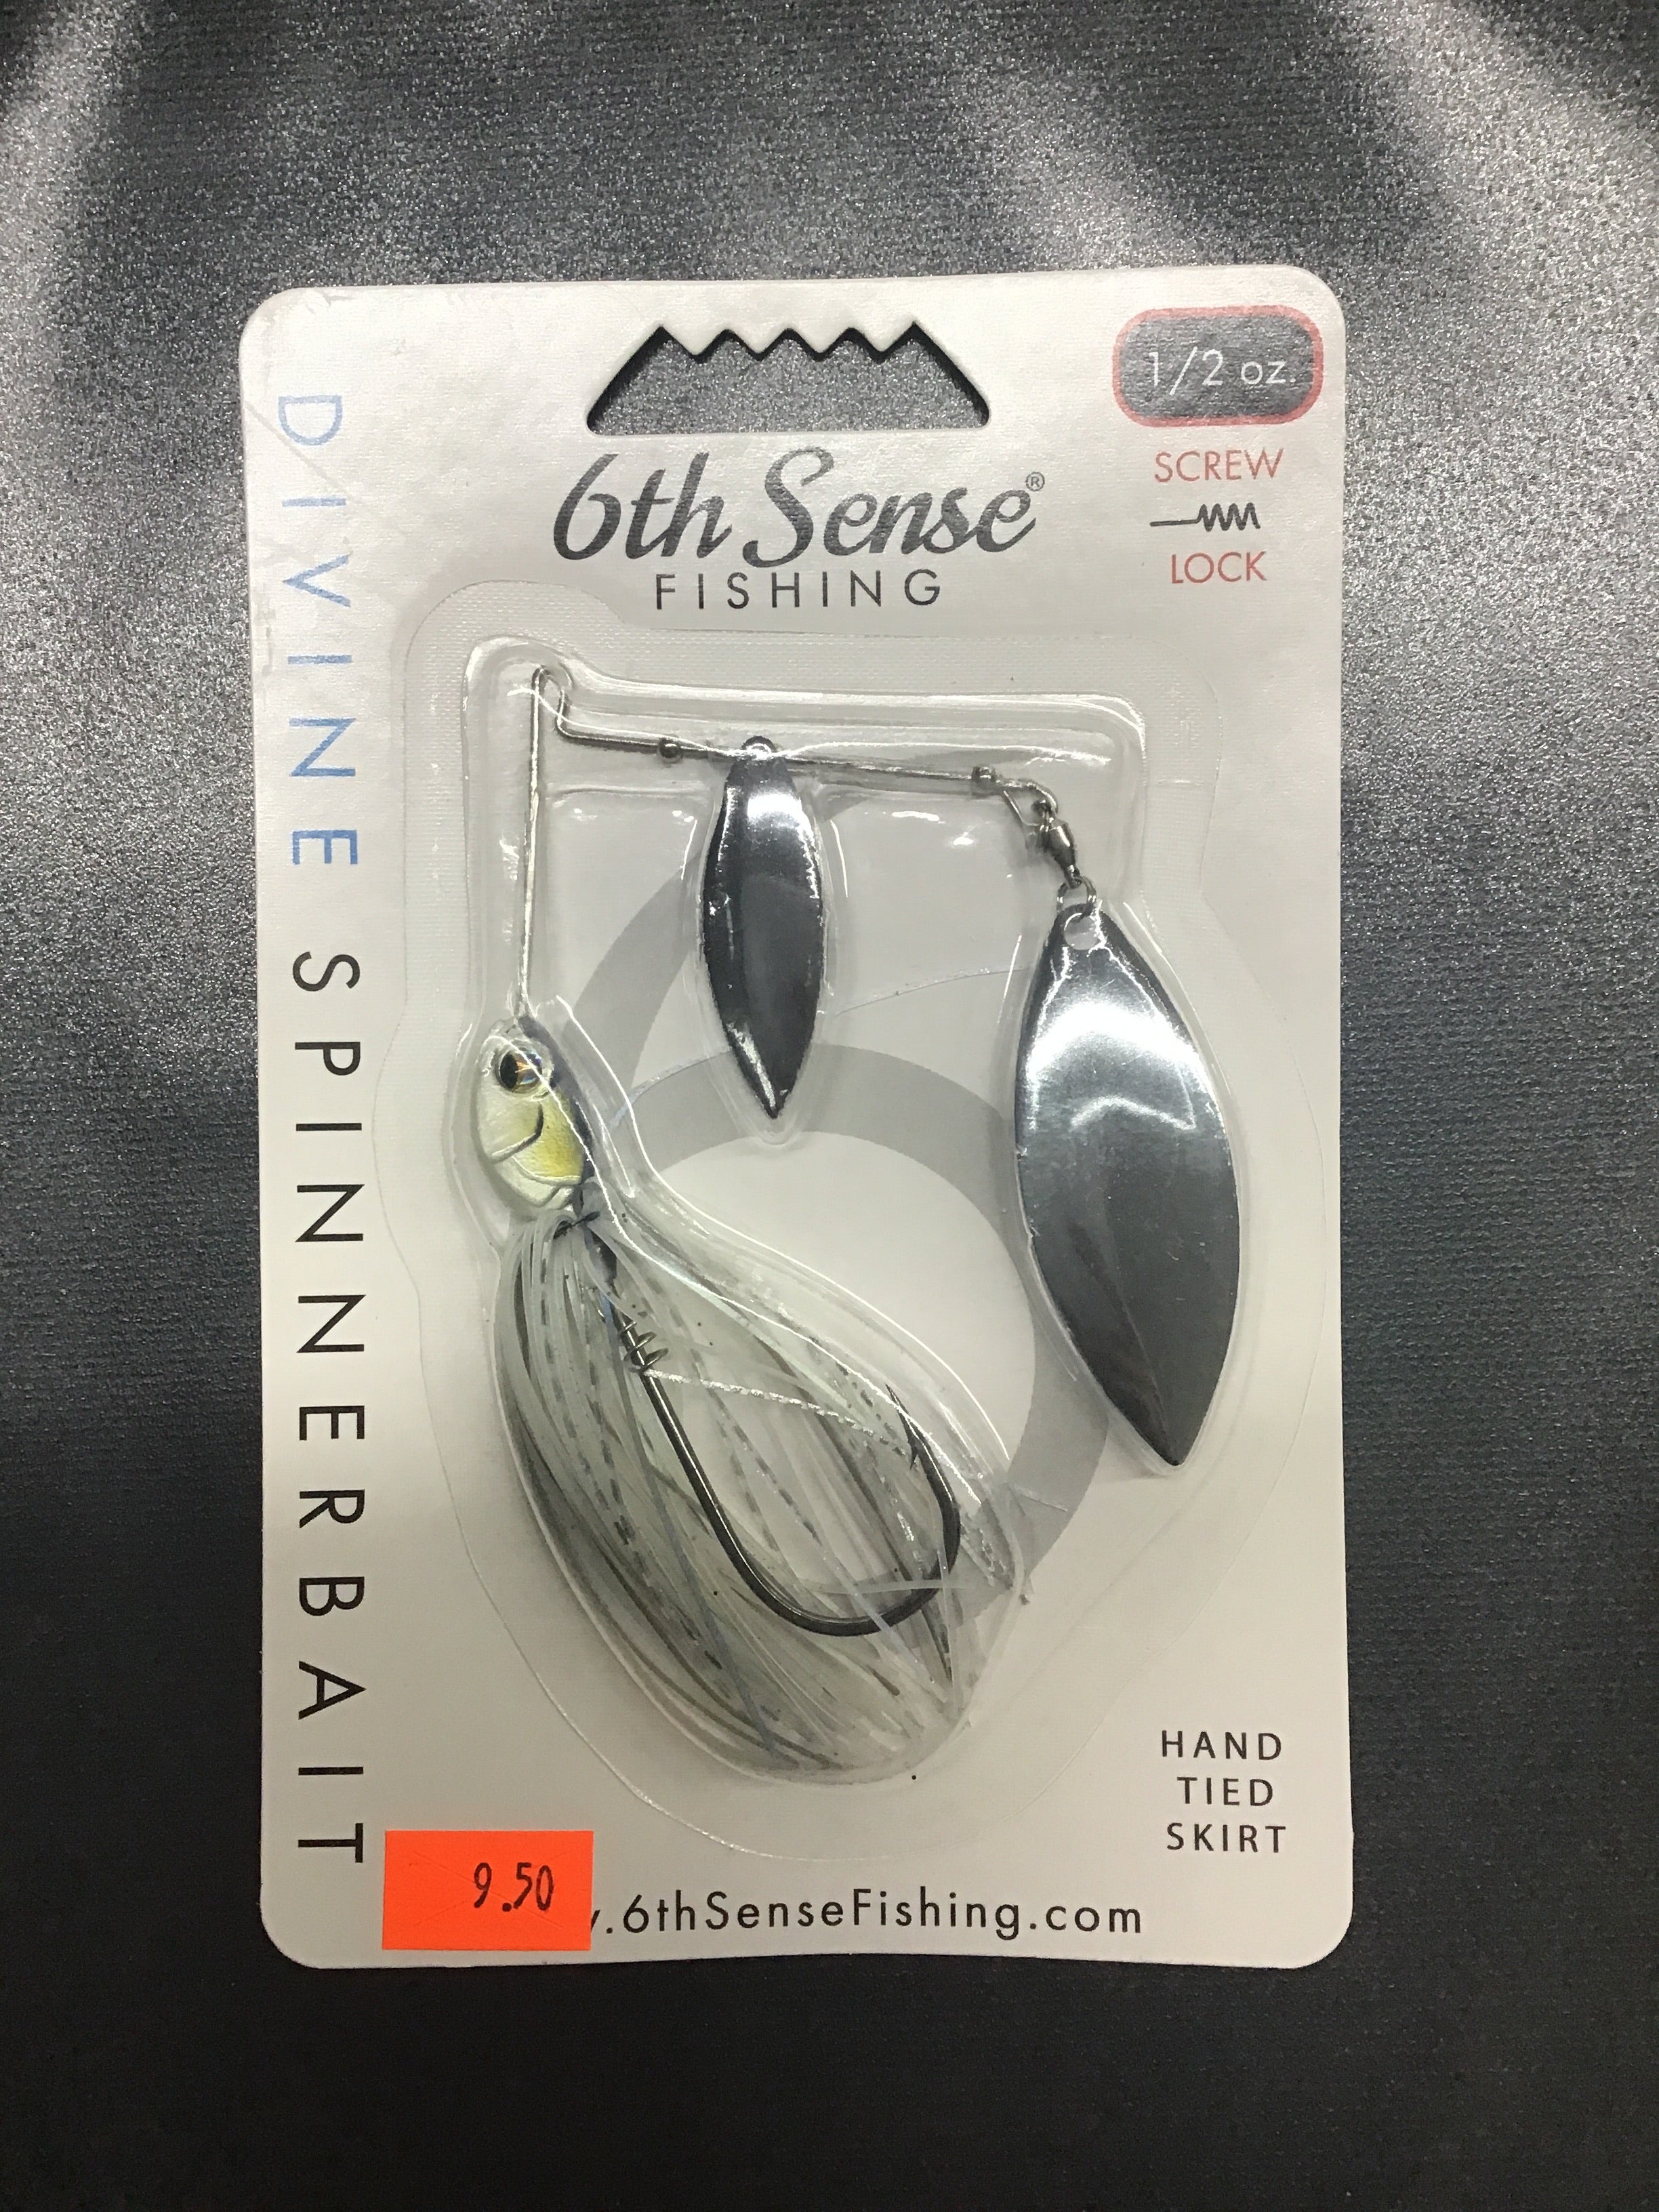 1/2 oz
SCREW
LOCK
6th Sense®
FISHING
DIVINE SPINNERBAIT
HAND
TIED
SKIRT
9.50
.6thSenseFishing.com